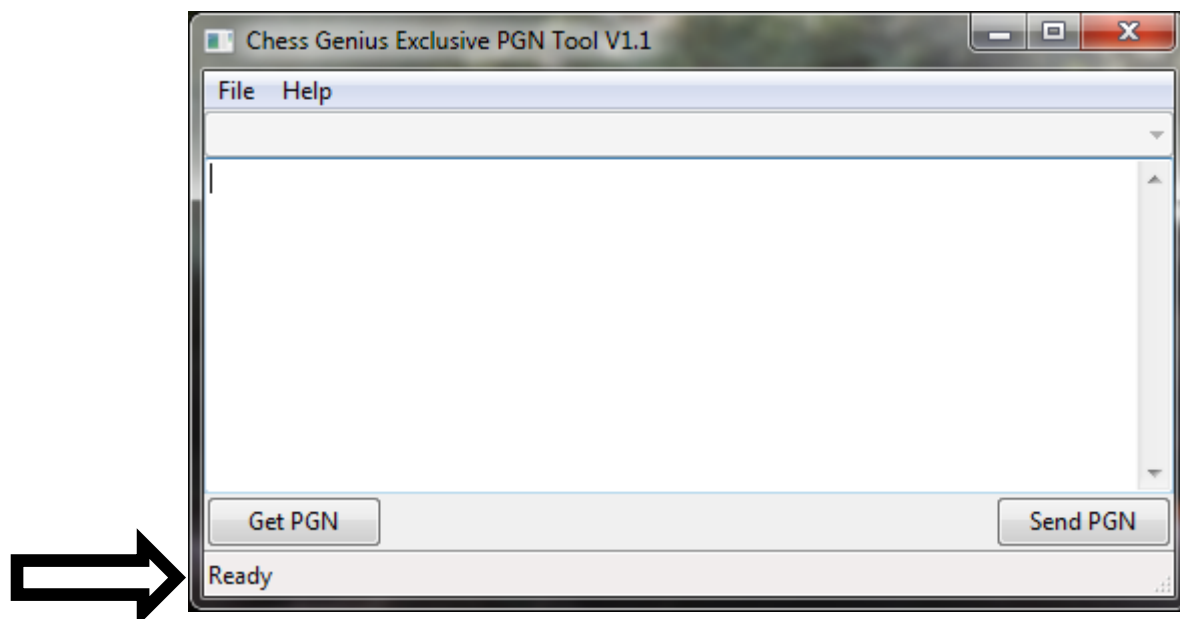 Chess Genius Exclusive PGN Tool V1.1
File Help
Get PGN Send PGN
Ready